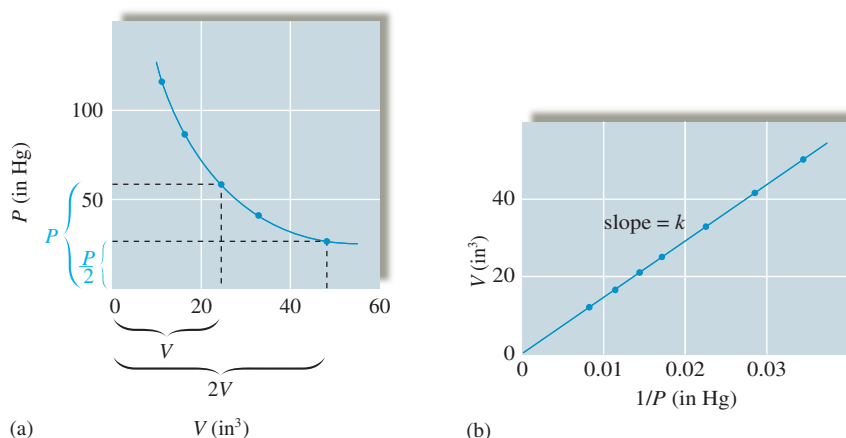 100
P (in Hg)
50
P
P
2
0 20 40 60
V
2V
(a) V (in³)
40
slope = k
V (in³)
20
0
0 0.01 0.02 0.03
1/P (in Hg)
(b)